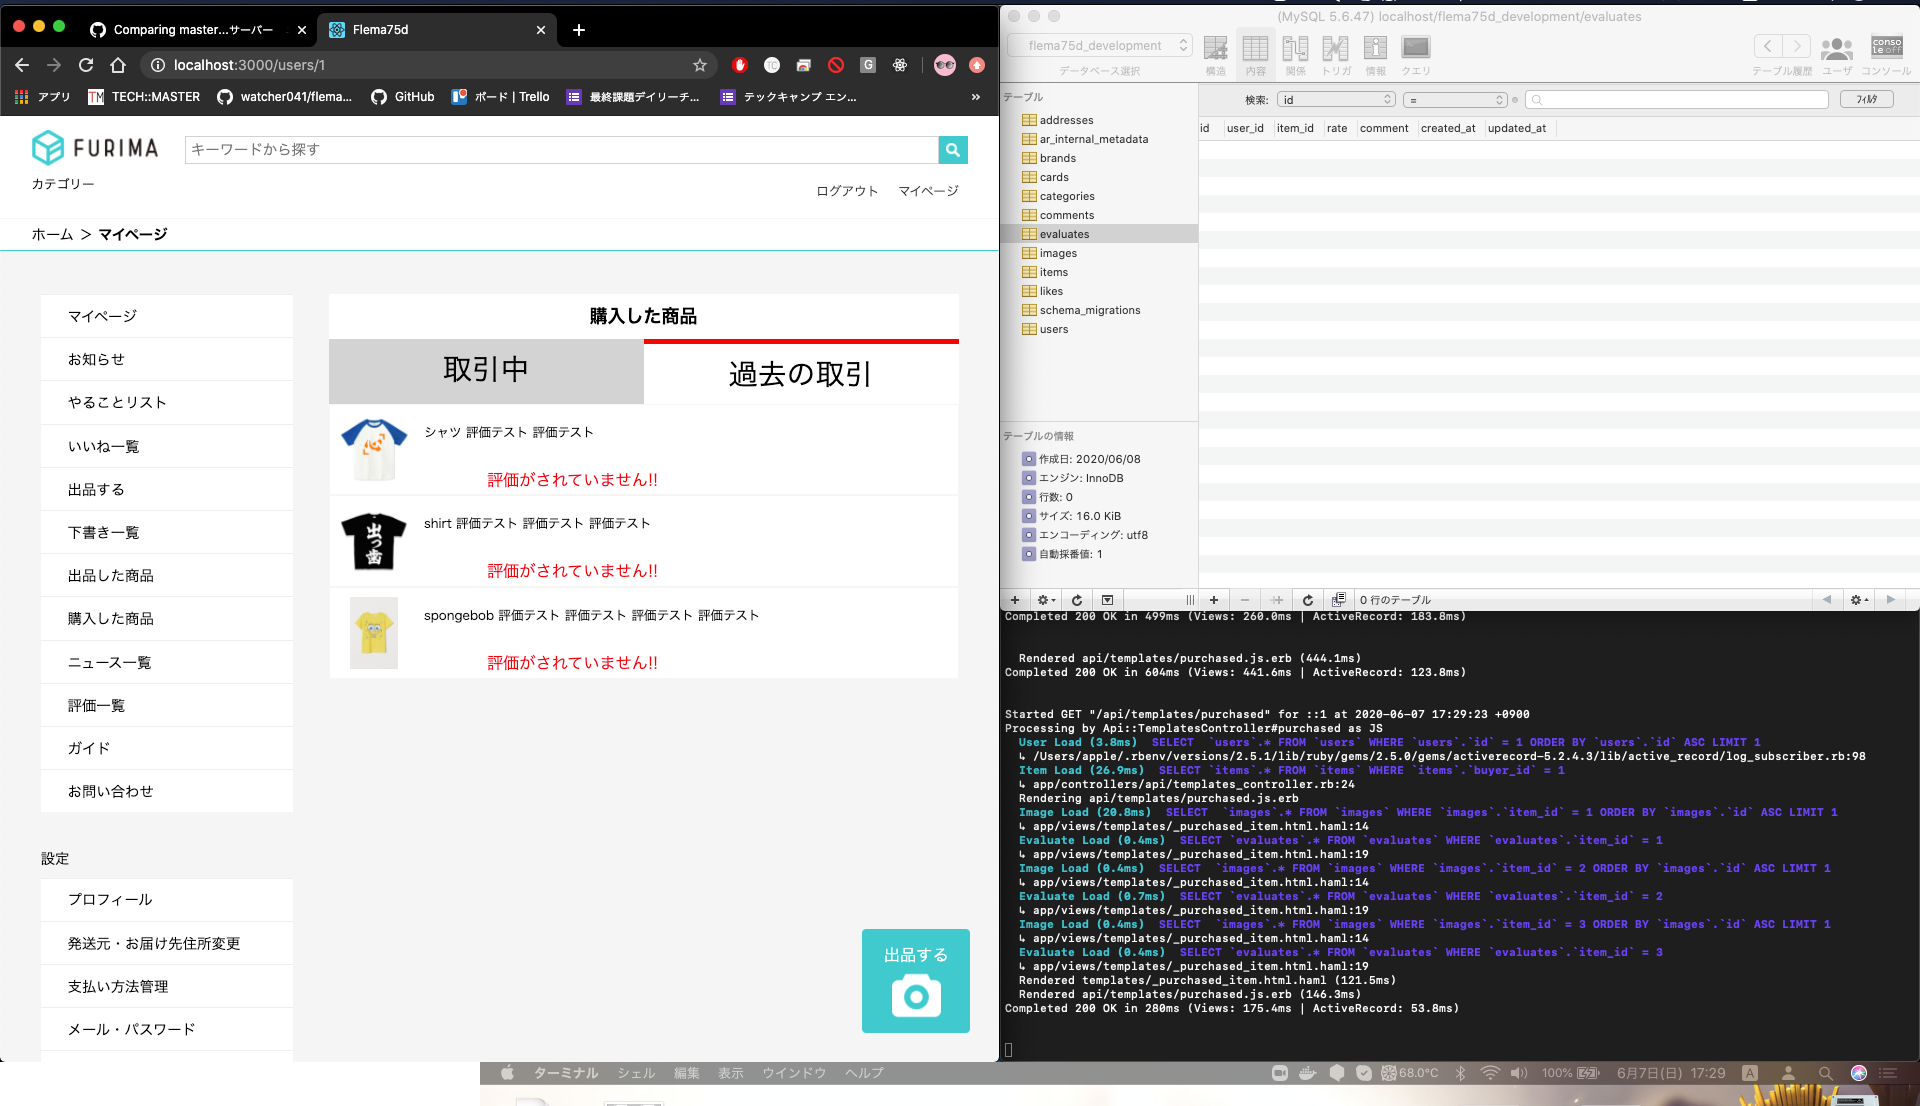 Comparing master...サーバー
Flema75d
localhost:3000/users/1
アプリ
TECH::MASTER
watcher041/flema...
GitHub
ボード | Trello
最終課題デイリーチ...
テックキャンプ エン...
»
FURIMA
キーワードから探す
カテゴリー
ログアウト
マイページ
ホーム > マイページ
マイページ
お知らせ
やることリスト
いいね一覧
出品する
下書き一覧
出品した商品
購入した商品
ニュース一覧
評価一覧
ガイド
お問い合わせ
設定
プロフィール
発送元・お届け先住所変更
支払い方法管理
メール・パスワード
購入した商品
取引中
過去の取引
シャツ 評価テスト 評価テスト
評価がされていません!!
出っ歯
shirt 評価テスト 評価テスト 評価テスト
評価がされていません!!
spongebob 評価テスト 評価テスト 評価テスト 評価テスト
評価がされていません!!
出品する
(MySQL 5.6.47) localhost/flema75d_development/evaluates
flema75d_development
データベース選択
構造
内容
関係
トリガ
情報
クエリ
テーブル履歴
ユーザ
conso
le off
コンソール
テーブル
検索:
id
=
ﾌｨﾙﾀ
id user_id item_id rate comment created_at updated_at
addresses
ar_internal_metadata
brands
cards
categories
comments
evaluates
images
items
likes
schema_migrations
users
テーブルの情報
作成日: 2020/06/08
エンジン: InnoDB
行数: 0
サイズ: 16.0 KiB
エンコーディング: utf8
自動採番値: 1
0 行のテーブル
Completed 200 OK in 499ms (Views: 260.0ms | ActiveRecord: 183.8ms)
Rendered api/templates/purchased.js.erb (444.1ms)
Completed 200 OK in 604ms (Views: 441.6ms | ActiveRecord: 123.8ms)
Started GET "/api/templates/purchased" for ::1 at 2020-06-07 17:29:23 +0900
Processing by Api::TemplatesController#purchased as JS
User Load (3.8ms)  SELECT  `users`.* FROM `users` WHERE `users`.`id` = 1 ORDER BY `users`.`id` ASC LIMIT 1
↳ /Users/apple/.rbenv/versions/2.5.1/lib/ruby/gems/2.5.0/gems/activerecord-5.2.4.3/lib/active_record/log_subscriber.rb:98
Item Load (26.9ms)  SELECT `items`.* FROM `items` WHERE `items`.`buyer_id` = 1
↳ app/controllers/api/templates_controller.rb:24
Rendering api/templates/purchased.js.erb
Image Load (20.8ms)  SELECT  `images`.* FROM `images` WHERE `images`.`item_id` = 1 ORDER BY `images`.`id` ASC LIMIT 1
↳ app/views/templates/_purchased_item.html.haml:14
Evaluate Load (0.4ms)  SELECT `evaluates`.* FROM `evaluates` WHERE `evaluates`.`item_id` = 1
↳ app/views/templates/_purchased_item.html.haml:19
Image Load (0.4ms)  SELECT  `images`.* FROM `images` WHERE `images`.`item_id` = 2 ORDER BY `images`.`id` ASC LIMIT 1
↳ app/views/templates/_purchased_item.html.haml:14
Evaluate Load (0.7ms)  SELECT `evaluates`.* FROM `evaluates` WHERE `evaluates`.`item_id` = 2
↳ app/views/templates/_purchased_item.html.haml:19
Image Load (0.4ms)  SELECT  `images`.* FROM `images` WHERE `images`.`item_id` = 3 ORDER BY `images`.`id` ASC LIMIT 1
↳ app/views/templates/_purchased_item.html.haml:14
Evaluate Load (0.4ms)  SELECT `evaluates`.* FROM `evaluates` WHERE `evaluates`.`item_id` = 3
↳ app/views/templates/_purchased_item.html.haml:19
Rendered templates/_purchased_item.html.haml (121.5ms)
Rendered api/templates/purchased.js.erb (146.3ms)
Completed 200 OK in 280ms (Views: 175.4ms | ActiveRecord: 53.8ms)
ターミナル シェル 編集 表示 ウインドウ ヘルプ
68.0°C
100%
6月7日(日) 17:29
A